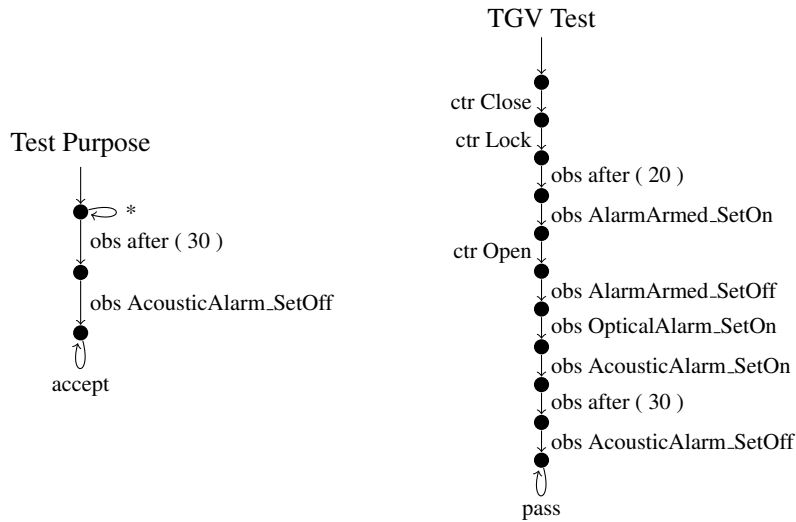 Test Purpose
*
obs after ( 30 )
obs AcousticAlarm_SetOff
accept
TGV Test
ctr Close
ctr Lock
obs after ( 20 )
obs AlarmArmed_SetOn
ctr Open
obs AlarmArmed_SetOff
obs OpticalAlarm_SetOn
obs AcousticAlarm_SetOn
obs after ( 30 )
obs AcousticAlarm_SetOff
pass